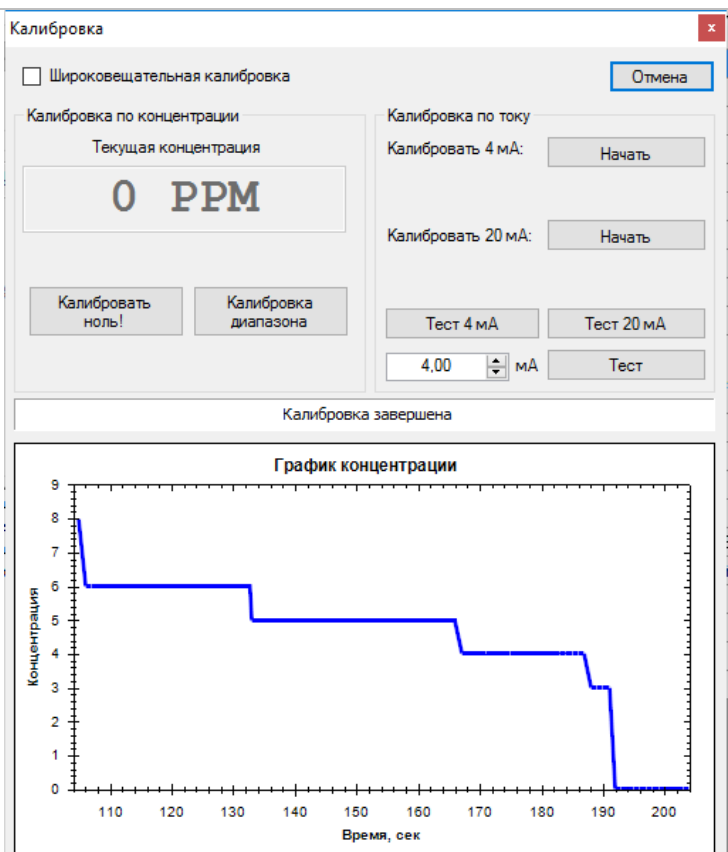 Калибровка
x
Широковещательная калибровка
Отмена
Калибровка по концентрации
Текущая концентрация
0 PPM
Калибровать
ноль!
Калибровка
диапазона
Калибровка по току
Калибровать 4 мА:
Начать
Калибровать 20 мА:
Начать
Тест 4 мА
Тест 20 мА
4,00
мА
Тест
Калибровка завершена
График концентрации
Концентрация
9
8
7
6
5
4
3
2
1
0
110 120 130 140 150 160 170 180 190 200
Время, сек